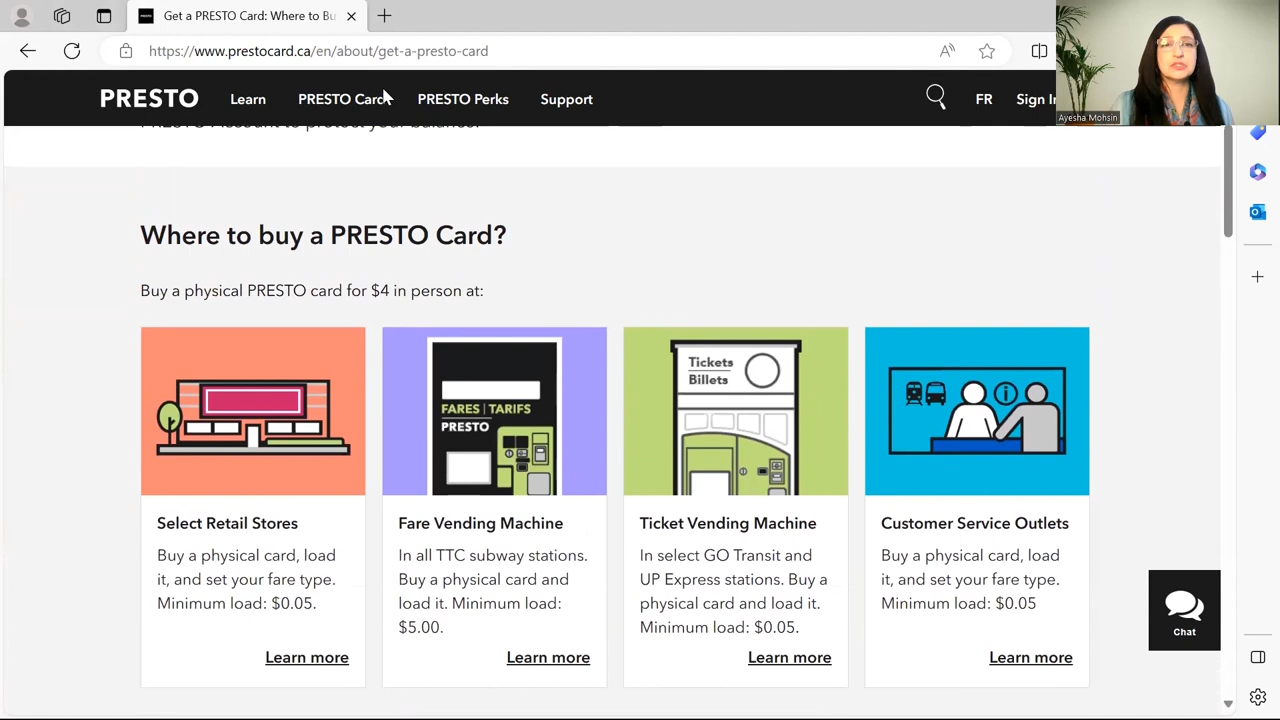 Get a PRESTO Card: Where to Bu
https://www.prestocard.ca/en/about/get-a-presto-card
PRESTO
Learn
PRESTO Card
PRESTO Perks
Support
FR
Sign In
Ayesha Mohsin
PRESTO Account to protect your balance.
Where to buy a PRESTO Card?
Buy a physical PRESTO card for $4 in person at:
FARES | TARIFS
PRESTO
Tickets
Billets
Select Retail Stores
Buy a physical card, load
it, and set your fare type.
Minimum load: $0.05.
Learn more
Fare Vending Machine
In all TTC subway stations.
Buy a physical card and
load it. Minimum load:
$5.00.
Learn more
Ticket Vending Machine
In select GO Transit and
UP Express stations. Buy a
physical card and load it.
Minimum load: $0.05.
Learn more
Customer Service Outlets
Buy a physical card, load
it, and set your fare type.
Minimum load: $0.05
Learn more
Chat